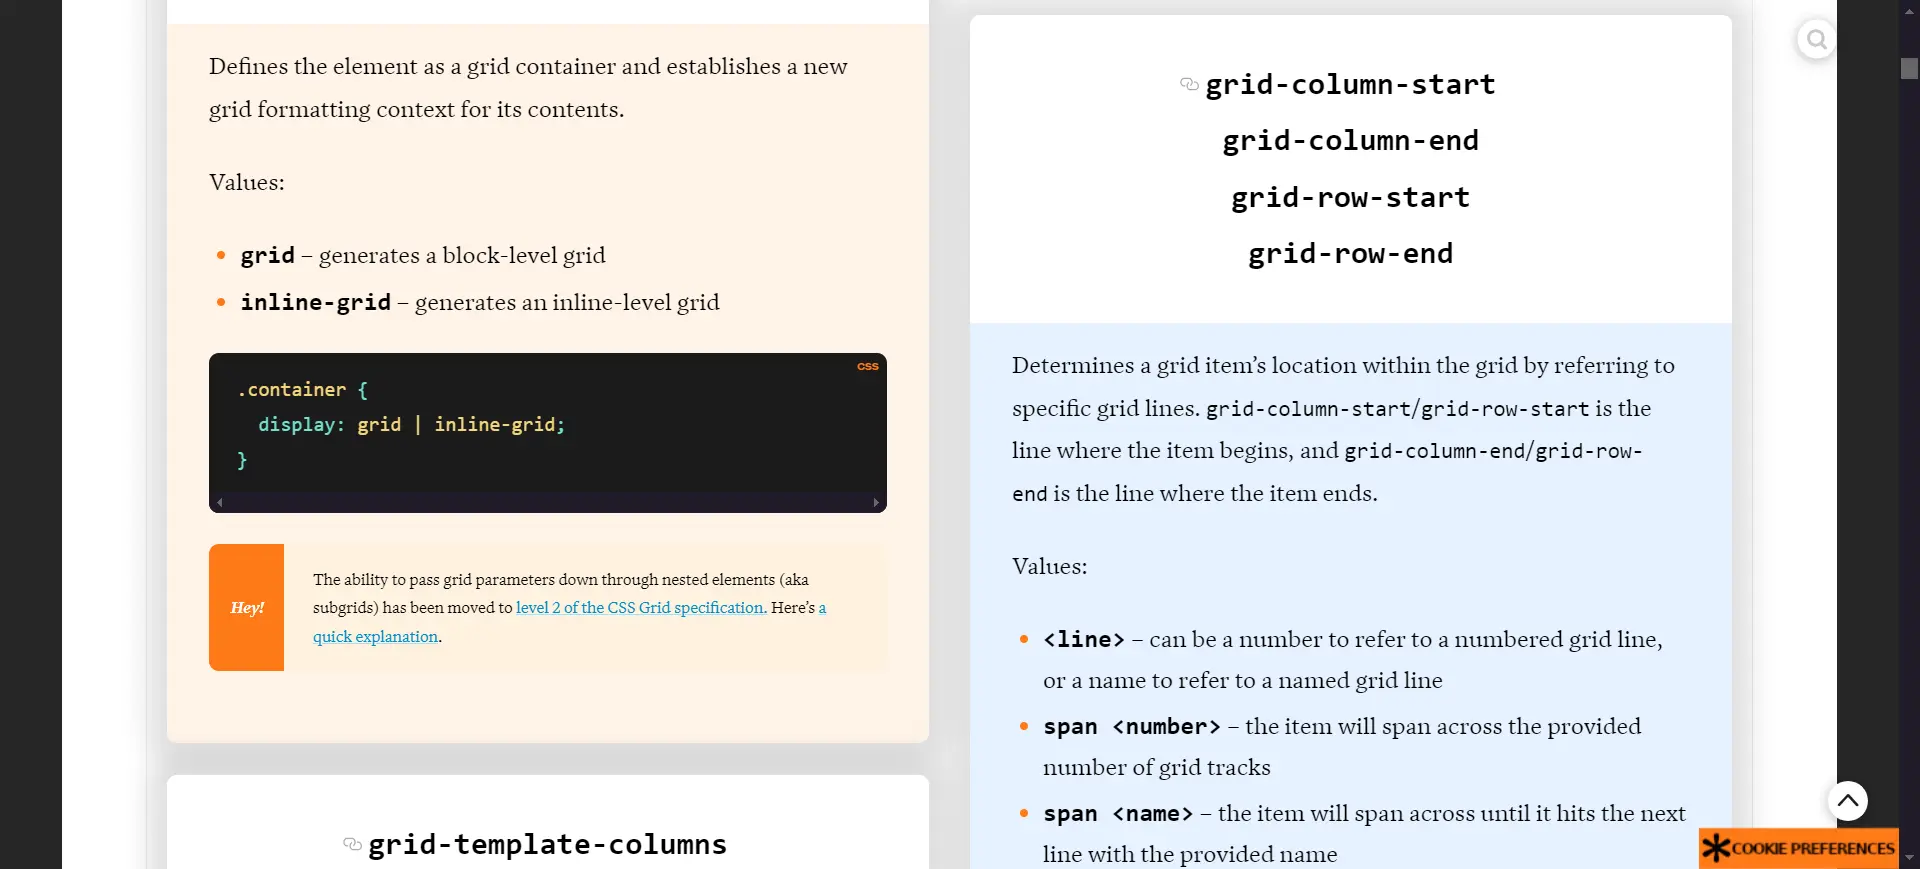 Defines the element as a grid container and establishes a new
grid formatting context for its contents.
Values:
grid – generates a block-level grid
inline-grid – generates an inline-level grid
CSS
.container {
  display: grid | inline-grid;
}
Hey!
The ability to pass grid parameters down through nested elements (aka
subgrids) has been moved to level 2 of the CSS Grid specification. Here’s a
quick explanation.
grid-template-columns
grid-column-start
grid-column-end
grid-row-start
grid-row-end
Determines a grid item’s location within the grid by referring to
specific grid lines. grid-column-start/grid-row-start is the
line where the item begins, and grid-column-end/grid-row-
end is the line where the item ends.
Values:
<line> – can be a number to refer to a numbered grid line,
or a name to refer to a named grid line
span <number> – the item will span across the provided
number of grid tracks
span <name> – the item will span across until it hits the next
line with the provided name
COOKIE PREFERENCES